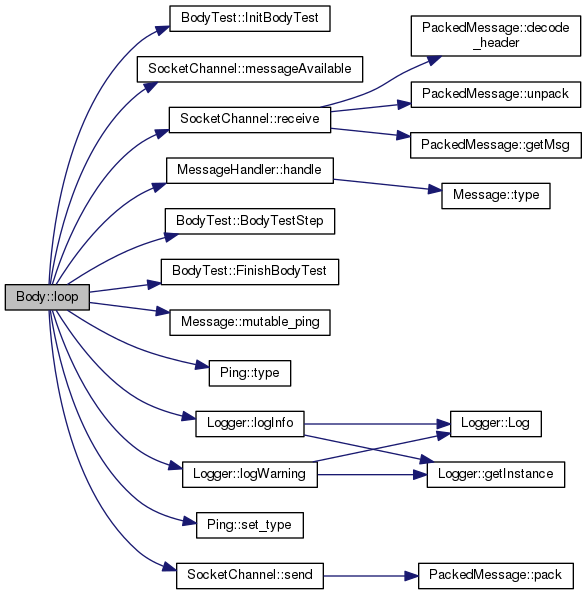 BodyTest::InitBodyTest
SocketChannel::messageAvailable
SocketChannel::receive
MessageHandler::handle
BodyTest::BodyTestStep
BodyTest::FinishBodyTest
Body::loop
Message::mutable_ping
Ping::type
Logger::logInfo
Logger::logWarning
Ping::set_type
SocketChannel::send
PackedMessage::decode
_header
PackedMessage::unpack
PackedMessage::getMsg
Message::type
Logger::Log
Logger::getInstance
PackedMessage::pack